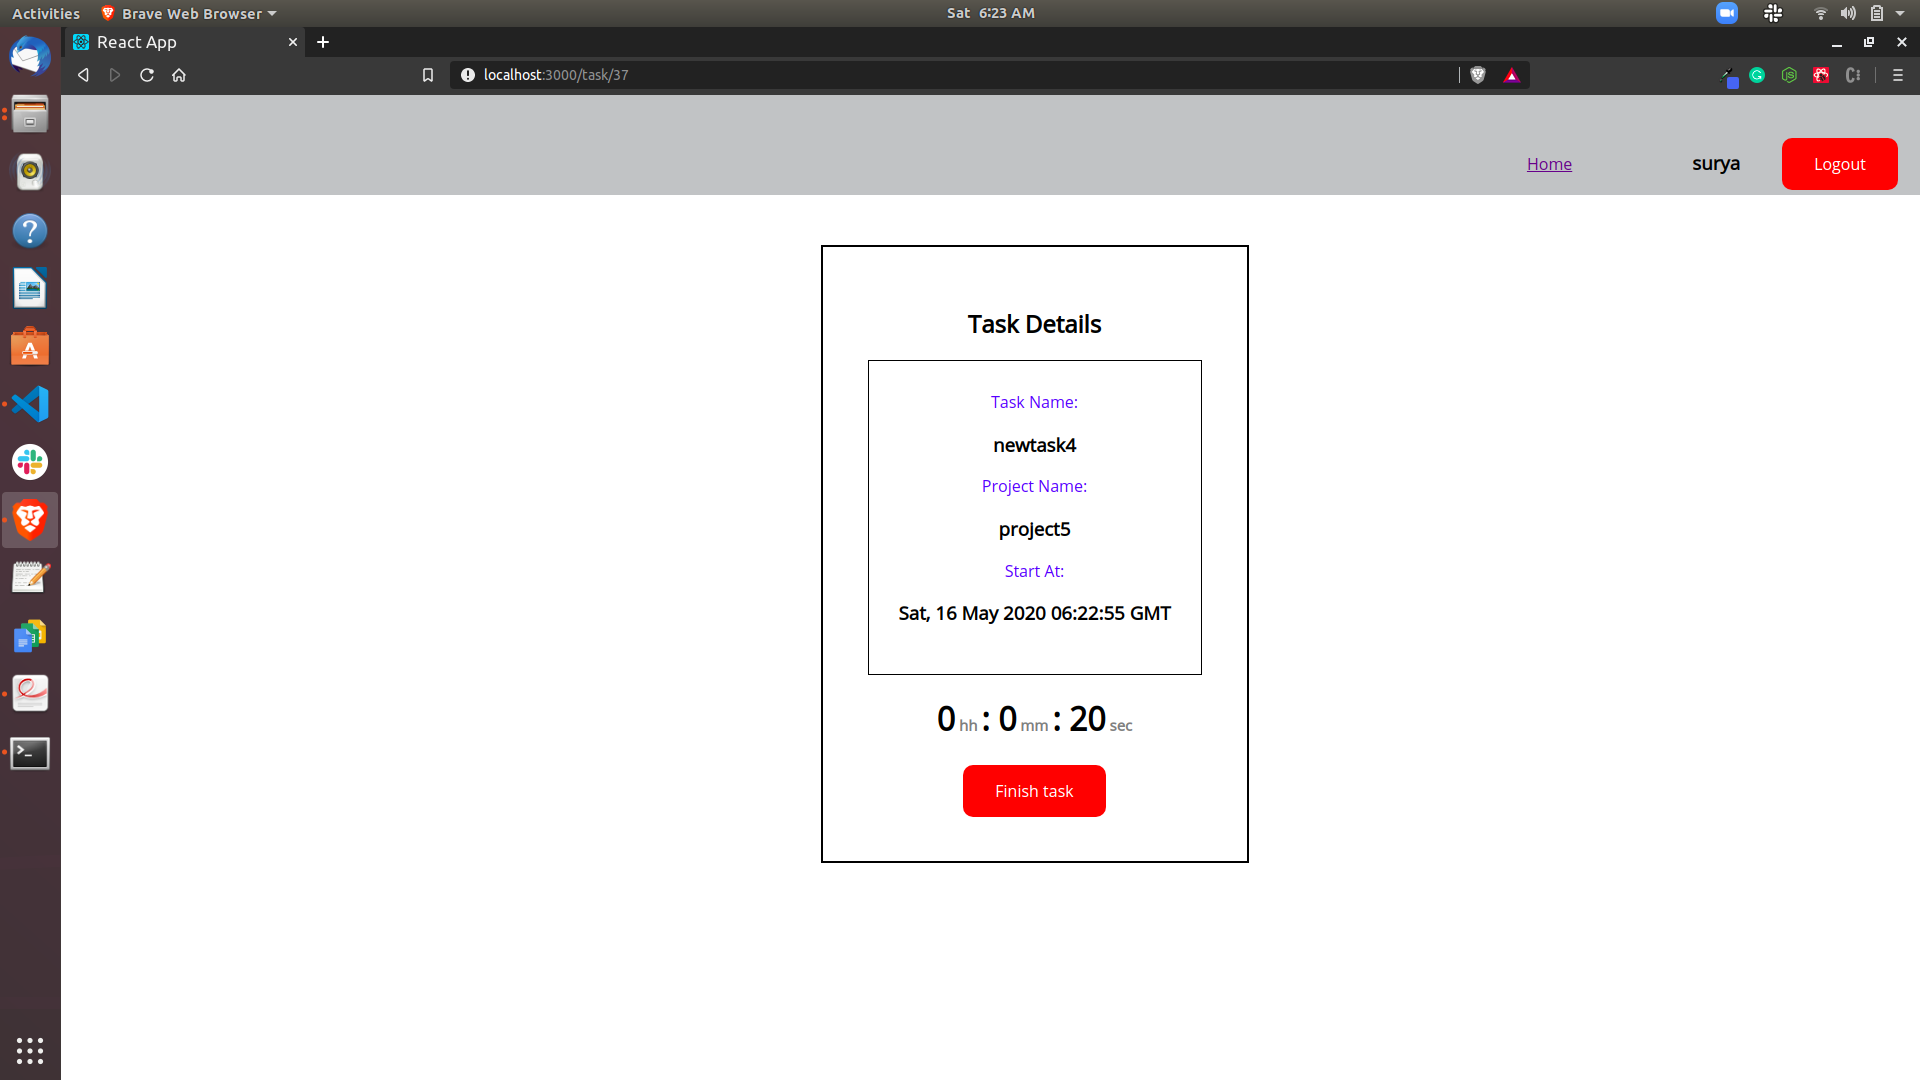 Activities
Brave Web Browser
Sat 6:23 AM
React App
localhost:3000/task/37
Home
surya
Logout
Task Details
Task Name:
newtask4
Project Name:
project5
Start At:
Sat, 16 May 2020 06:22:55 GMT
0 hh : 0 mm : 20 sec
Finish task